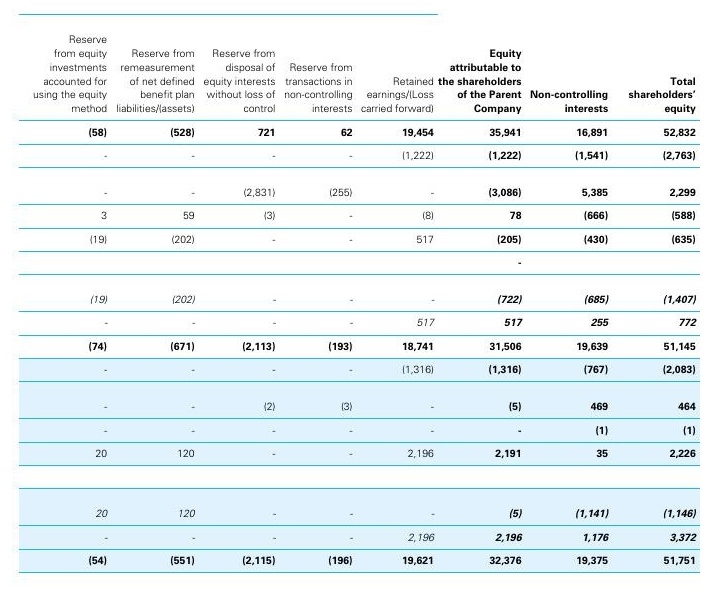 Reserve
from equity Reserve from Reserve from Equity
investments remeasurement disposal of Reserve from attributable to
accounted for of net defined equity interests transactions in Retained the shareholders Total
using the equity benefit plan without loss of non-controlling earnings/(Loss of the Parent Non-controlling shareholders'
method liabilities/(assets) control interests carried forward) Company interests equity
(58) (528) 721 62 19,454 35,941 16,891 52,832
- - - - (1,222) (1,222) (1,541) (2,763)
- - (2,831) (255) - (3,086) 5,385 2,299
3 59 (3) - (8) 78 (666) (588)
(19) (202) - - 517 (205) (430) (635)
-
(19) (202) - - - (722) (685) (1,407)
- - - - 517 517 255 772
(74) (671) (2,113) (193) 18,741 31,506 19,639 51,145
- - - - (1,316) (1,316) (767) (2,083)
- - (2) (3) - (5) 469 464
- - - - - - (1) (1)
20 120 - - 2,196 2,191 35 2,226
20 120 - - - (5) (1,141) (1,146)
- - - - 2,196 2,196 1,176 3,372
(54) (551) (2,115) (196) 19,621 32,376 19,375 51,751